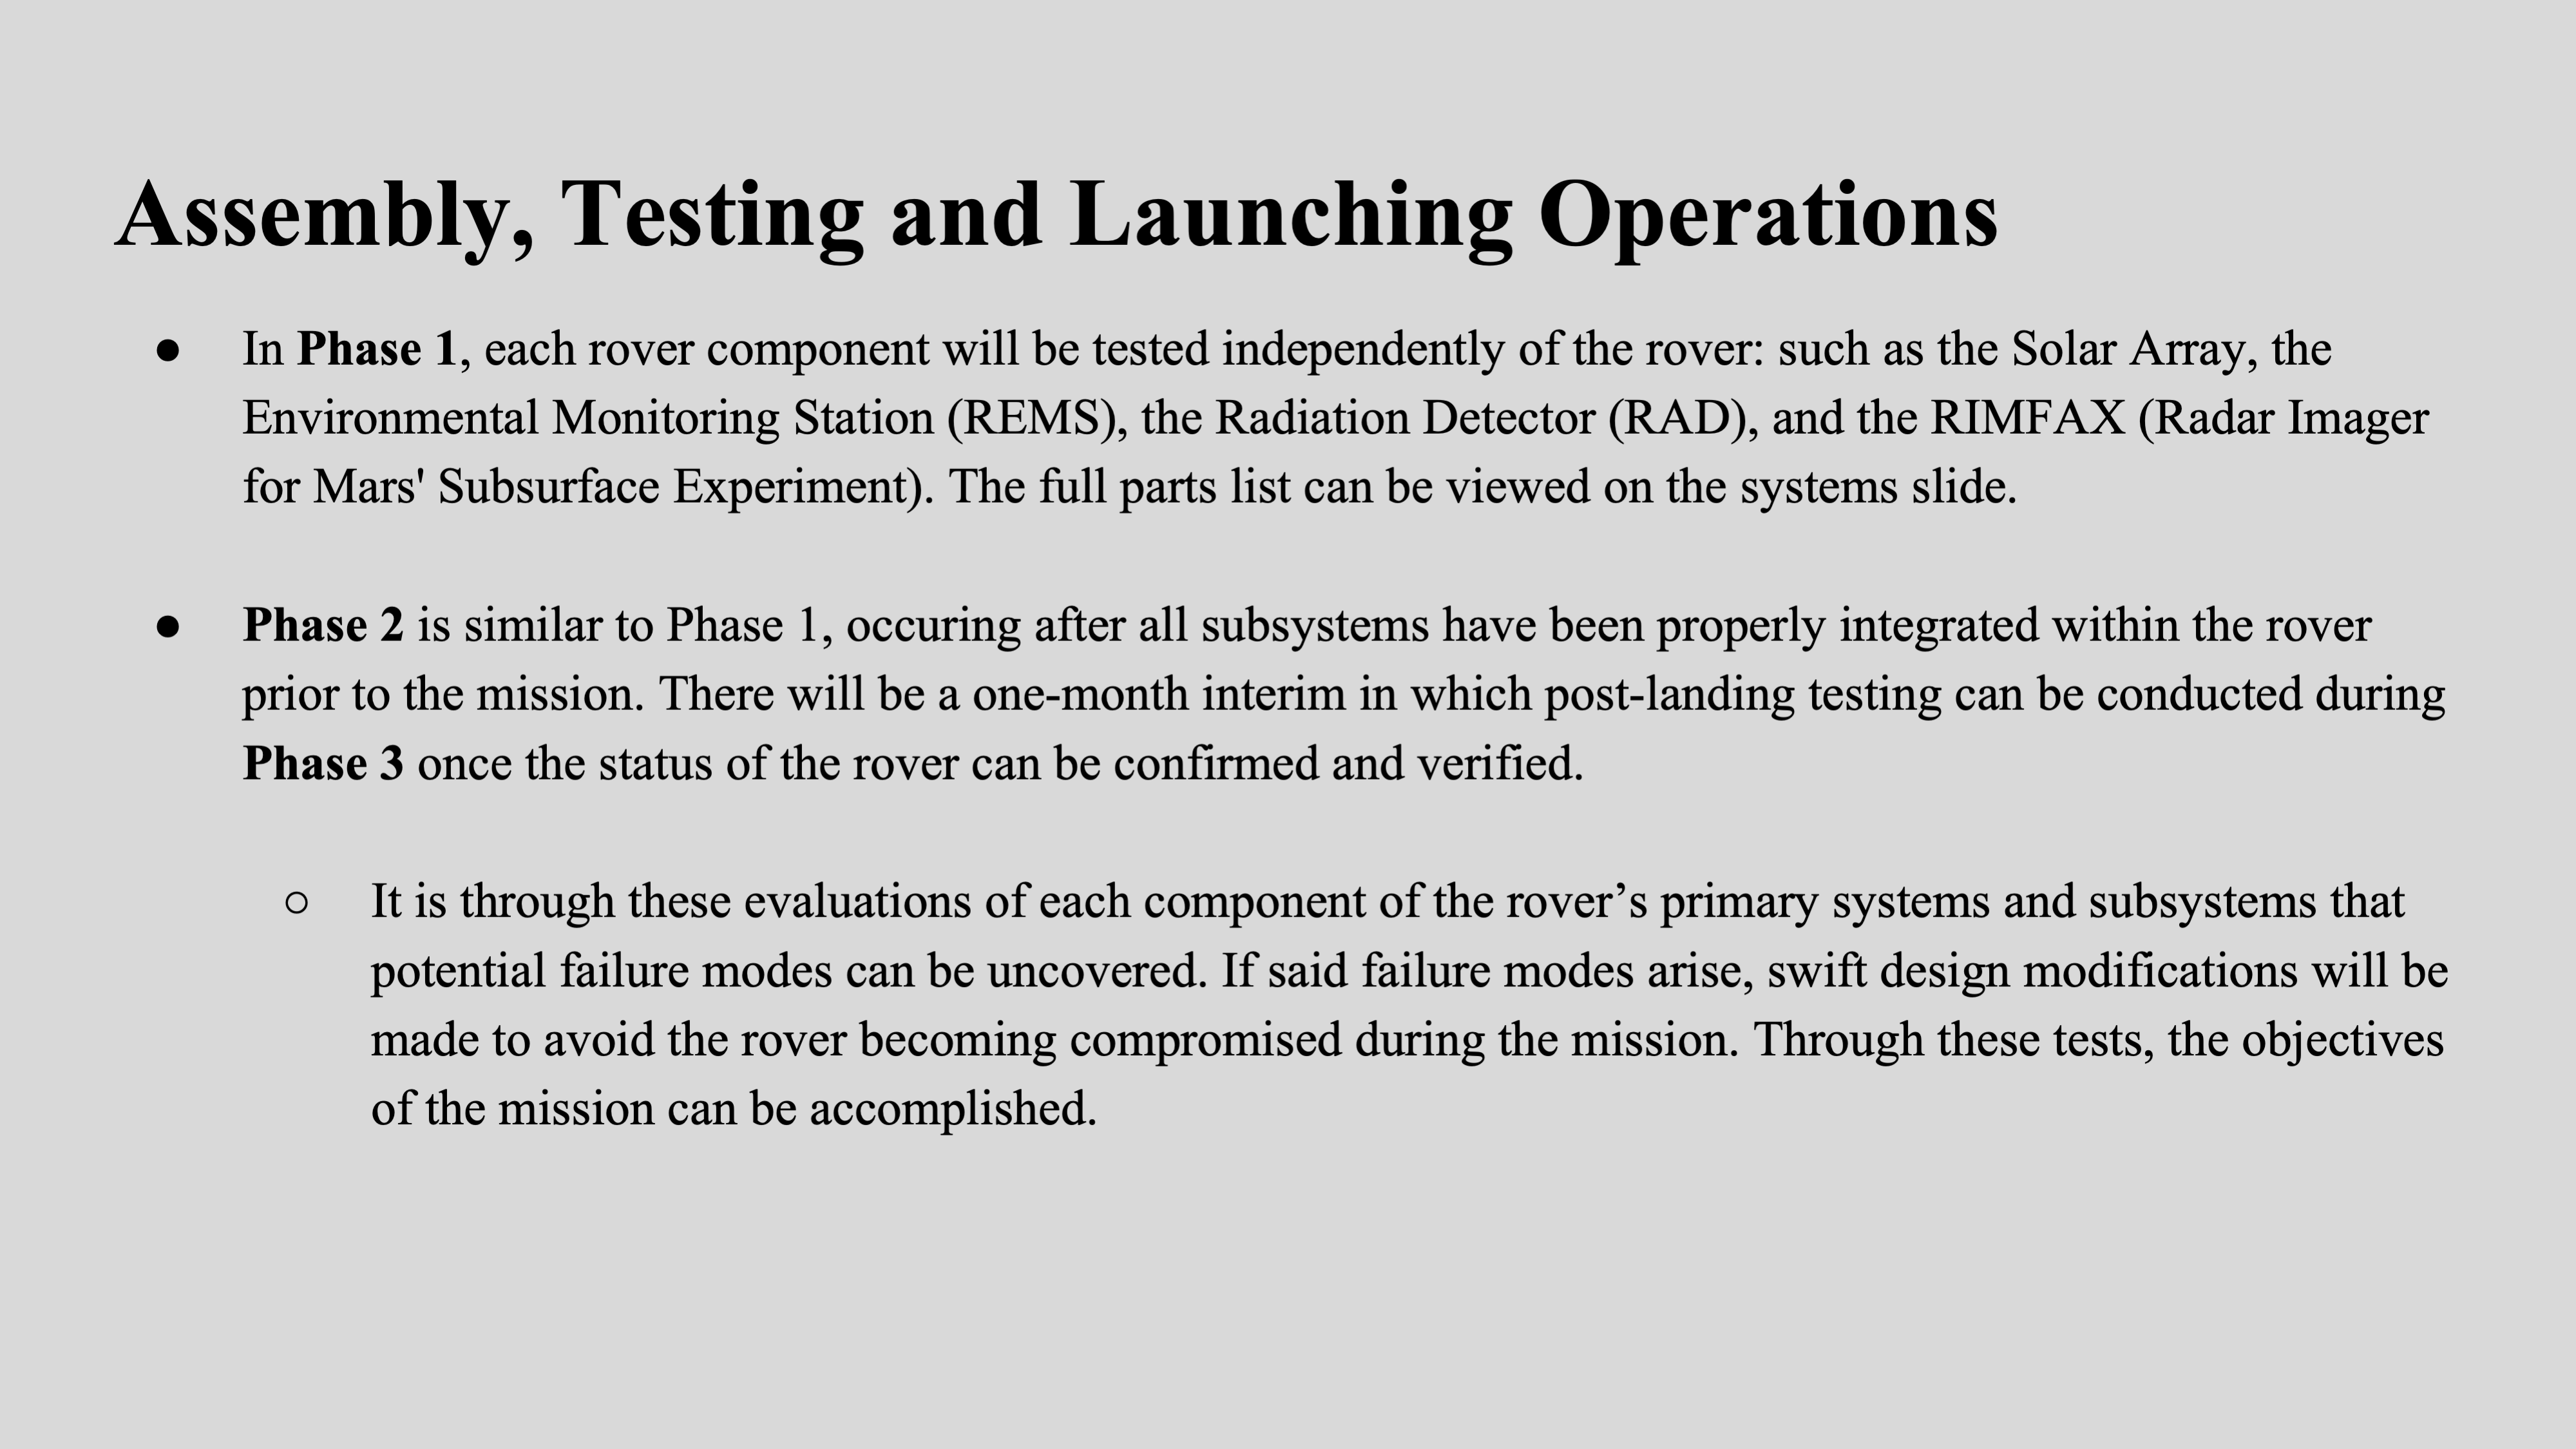 Assembly, Testing and Launching Operations
● In Phase 1, each rover component will be tested independently of the rover: such as the Solar Array, the
Environmental Monitoring Station (REMS), the Radiation Detector (RAD), and the RIMFAX (Radar Imager
for Mars' Subsurface Experiment). The full parts list can be viewed on the systems slide.
● Phase 2 is similar to Phase 1, occuring after all subsystems have been properly integrated within the rover
prior to the mission. There will be a one-month interim in which post-landing testing can be conducted during
Phase 3 once the status of the rover can be confirmed and verified.
○ It is through these evaluations of each component of the rover’s primary systems and subsystems that
potential failure modes can be uncovered. If said failure modes arise, swift design modifications will be
made to avoid the rover becoming compromised during the mission. Through these tests, the objectives
of the mission can be accomplished.